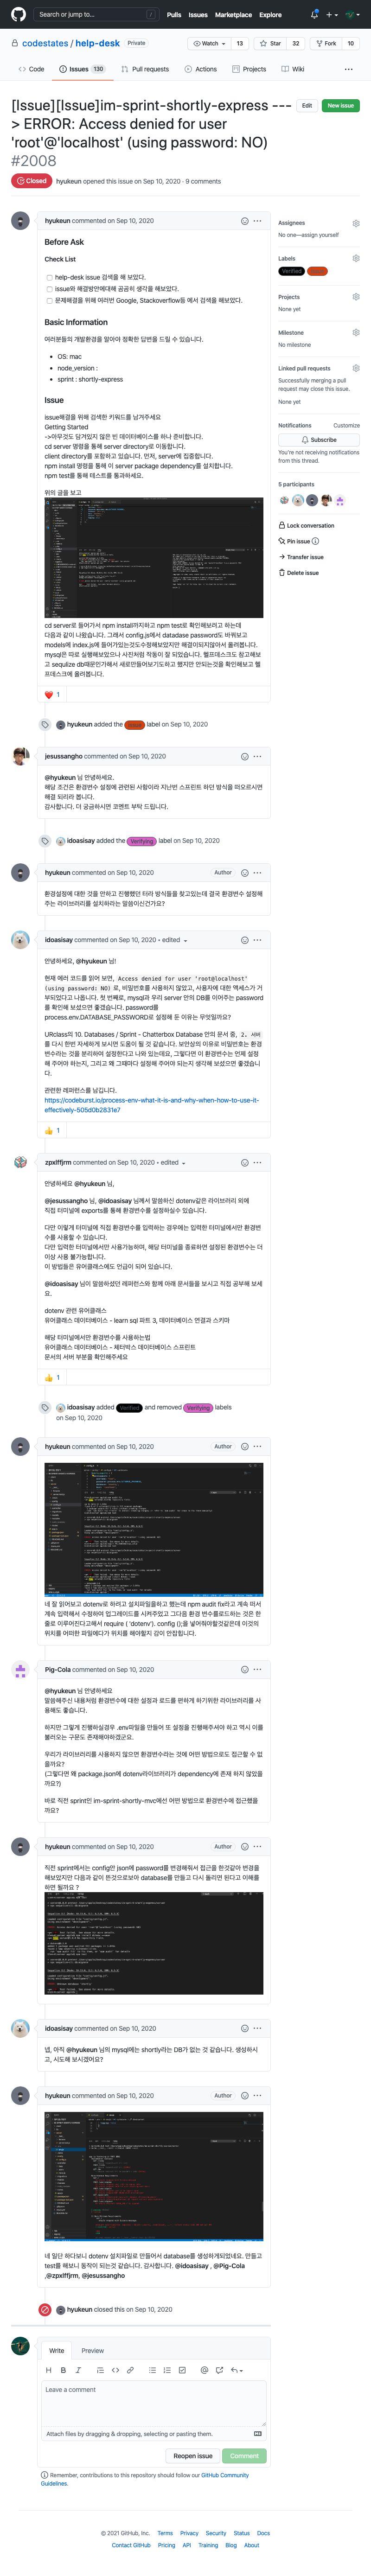 Search or jump to...
/
Pulls Issues Marketplace Explore
codestates / help-desk Private
Watch 13 Star 32 Fork 10
Code Issues 130 Pull requests Actions Projects Wiki
[Issue][Issue]im-sprint-shortly-express ---
> ERROR: Access denied for user
'root'@'localhost' (using password: NO)
#2008
Edit New issue
Closed hyukeun opened this issue on Sep 10, 2020 · 9 comments
hyukeun commented on Sep 10, 2020
Before Ask
Check List
help-desk issue 검색을 해 보았다.
issue와 해결방안에대해 곰곰히 생각을 해보았다.
문제해결을 위해 여러번 Google, Stackoverflow등 에서 검색을 해보았다.
Basic Information
여러분들의 개발환경을 알아야 정확한 답변을 드릴 수 있습니다.
OS: mac
node_version :
sprint : shortly-express
Issue
issue해결을 위해 검색한 키워드를 남겨주세요
Getting Started
->아무것도 담겨있지 않은 빈 데이터베이스를 하나 준비합니다.
cd server 명령을 통해 server directory로 이동합니다.
client directory를 포함하고 있습니다. 먼저, server에 집중합니다.
npm install 명령을 통해 이 server package dependency를 설치합니다.
npm test를 통해 테스트를 통과하세요.
위의 글을 보고
cd server로 들어가서 npm instal까지하고 npm test로 확인해보려고 하는데
다음과 같이 나왔습니다. 그래서 config.js에서 datadase password도 바꿔보고
models에 index.js에 들어가있는것도수정해보았지만 해결이되지않아서 올려봅니다.
mysql은 따로 실행해보았으나 사진처럼 작동이 잘 되었습니다. 헬프데스크도 참고해보
고 sequlize db때문인가해서 새로만들어보기도하고 했지만 안되는것을 확인해보고 헬
프데스크에 올려봅니다.
1
hyukeun added the label on Sep 10, 2020
jesussangho commented on Sep 10, 2020
@hyukeun 님 안녕하세요.
해당 조건은 환경변수 설정에 관련된 사항이라 지난번 스프린트 하던 방식을 떠오르시면
해결 되리라 봅니다.
감사합니다. 더 궁금하시면 코멘트 부탁 드립니다.
idoasisay added the Verifying label on Sep 10, 2020
hyukeun commented on Sep 10, 2020 Author
환경설정에 대한 것을 안하고 진행했던 터라 방식들을 찾고있는데 결국 환경변수 설정해
주는 라이브러리를 설치하라는 말씀이신건가요?
idoasisay commented on Sep 10, 2020 • edited
안녕하세요, @hyukeun 님!
현재 에러 코드를 읽어 보면, Access denied for user 'root@localhost'
(using password: NO) 로, 비밀번호를 사용하지 않았고, 사용자에 대한 액세스가 거
부되었다고 나옵니다. 첫 번째로, mysql과 우리 server 안의 DB를 이어주는 password
를 확인해 보셨으면 좋겠습니다. password를
process.env.DATABASE_PASSWORD로 설정해 둔 이유는 무엇일까요?
URclass의 10. Databases / Sprint - Chatterbox Database 안의 문서 중, 2. 서버
를 다시 한번 자세하게 보시면 도움이 될 것 같습니다. 보안성의 이유로 비밀번호는 환경
변수라는 것을 분리하여 설정한다고 나와 있는데요, 그렇다면 이 환경변수는 언제 설정
해 주어야 하는지, 그리고 그 때마다 설정해 주어야 되는지 생각해 보셨으면 좋겠습니
다.
관련한 레퍼런스를 남깁니다.
https://codeburst.io/process-env-what-it-is-and-why-when-how-to-use-it-
effectively-505d0b2831e7
1
zpxlffjrm commented on Sep 10, 2020 • edited
안녕하세요 @hyukeun 님,
@jesussangho 님, @idoasisay 님께서 말씀하신 dotenv같은 라이브러리 외에
직접 터미널에 exports를 통해 환경변수를 설정하실수 있습니다.
다만 이렇게 터미널에 직접 환경변수를 입력하는 경우에는 입력한 터미널에서만 환경변
수를 사용할 수 있습니다.
다만 입력한 터미널에서만 사용가능하며, 해당 터미널을 종료하면 설정된 환경변수는 더
이상 사용 불가능합니다.
이 방법들은 유어클래스에도 언급이 되어 있습니다.
@idoasisay 님이 말씀하셨던 레퍼런스와 함께 아래 문서들을 보시고 직접 공부해 보세
요.
dotenv 관련 유어클래스
유어클래스 데이터베이스 - learn sql 파트 3, 데이터베이스 연결과 스키마
해당 터미널에서만 환경변수를 사용하는법
유어클래스 데이터베이스 - 체터박스 데이터베이스 스프린트
문서의 서버 부분을 확인해주세요
1
idoasisay added Verified and removed Verifying labels
on Sep 10, 2020
hyukeun commented on Sep 10, 2020 Author
네 잘 읽어보고 dotenv로 하려고 설치파일을하고 했는데 npm audit fix라고 계속 떠서
계속 입력해서 수정하여 업그레이드를 시켜주었고 그다음 환경 변수를로드하는 것은 한
줄로 이루어진다고해서 require ( 'dotenv'). config ();을 넣어줘야할것같은데 이것의
위치를 어떠한 파일에다가 위치를 해야할지 감이 안잡힙니다.
Pig-Cola commented on Sep 10, 2020
@hyukeun 님 안녕하세요
말씀해주신 내용처럼 환경변수에 대한 설정과 로드를 편하게 하기위한 라이브러리를 사
용해도 좋습니다.
하지만 그렇게 진행하실경우 .env파일을 만들어 또 설정을 진행해주셔야 하고 역시 이를
불러오는 구문도 존재해야하겠군요.
우리가 라이브러리를 사용하지 않으면 환경변수라는 것에 어떤 방법으로도 접근할 수 없
을까요?
(그렇다면 왜 package.json에 dotenv라이브러리가 dependency에 존재 하지 않았을
까요?)
바로 직전 sprint인 im-sprint-shortly-mvc에선 어떤 방법으로 환경변수에 접근했을
까요?
hyukeun commented on Sep 10, 2020 Author
직전 sprint에서는 config안 json에 password를 변경해줘서 접근을 한것같아 변경을
해보았지만 다음과 같이 뜬것으로보아 database를 만들고 다시 돌리면 된다고 이해를
하면 될까요 ?
idoasisay commented on Sep 10, 2020
넵, 아직 @hyukeun 님의 mysql에는 shortly라는 DB가 없는 것 같습니다. 생성하시
고, 시도해 보시겠어요?
hyukeun commented on Sep 10, 2020 Author
네 일단 하다보니 dotenv 설치파일로 만들어서 database를 생성하게되었네요. 만들고
test를 해보니 동작이 되는것 같습니다. 감사합니다. @idoasisay , @Pig-Cola
,@zpxlffjrm, @jesussangho
hyukeun closed this on Sep 10, 2020
Write Preview
Leave a comment
Attach files by dragging & dropping, selecting or pasting them.
Reopen issue Comment
Remember, contributions to this repository should follow our GitHub Community
Guidelines.
Assignees
No one—assign yourself
Labels
Verified
Projects
None yet
Milestone
No milestone
Linked pull requests
Successfully merging a pull
request may close this issue.
None yet
Notifications Customize
Subscribe
You're not receiving notifications
from this thread.
5 participants
Lock conversation
Pin issue
Transfer issue
Delete issue
© 2021 GitHub, Inc. Terms Privacy Security Status Docs
Contact GitHub Pricing API Training Blog About